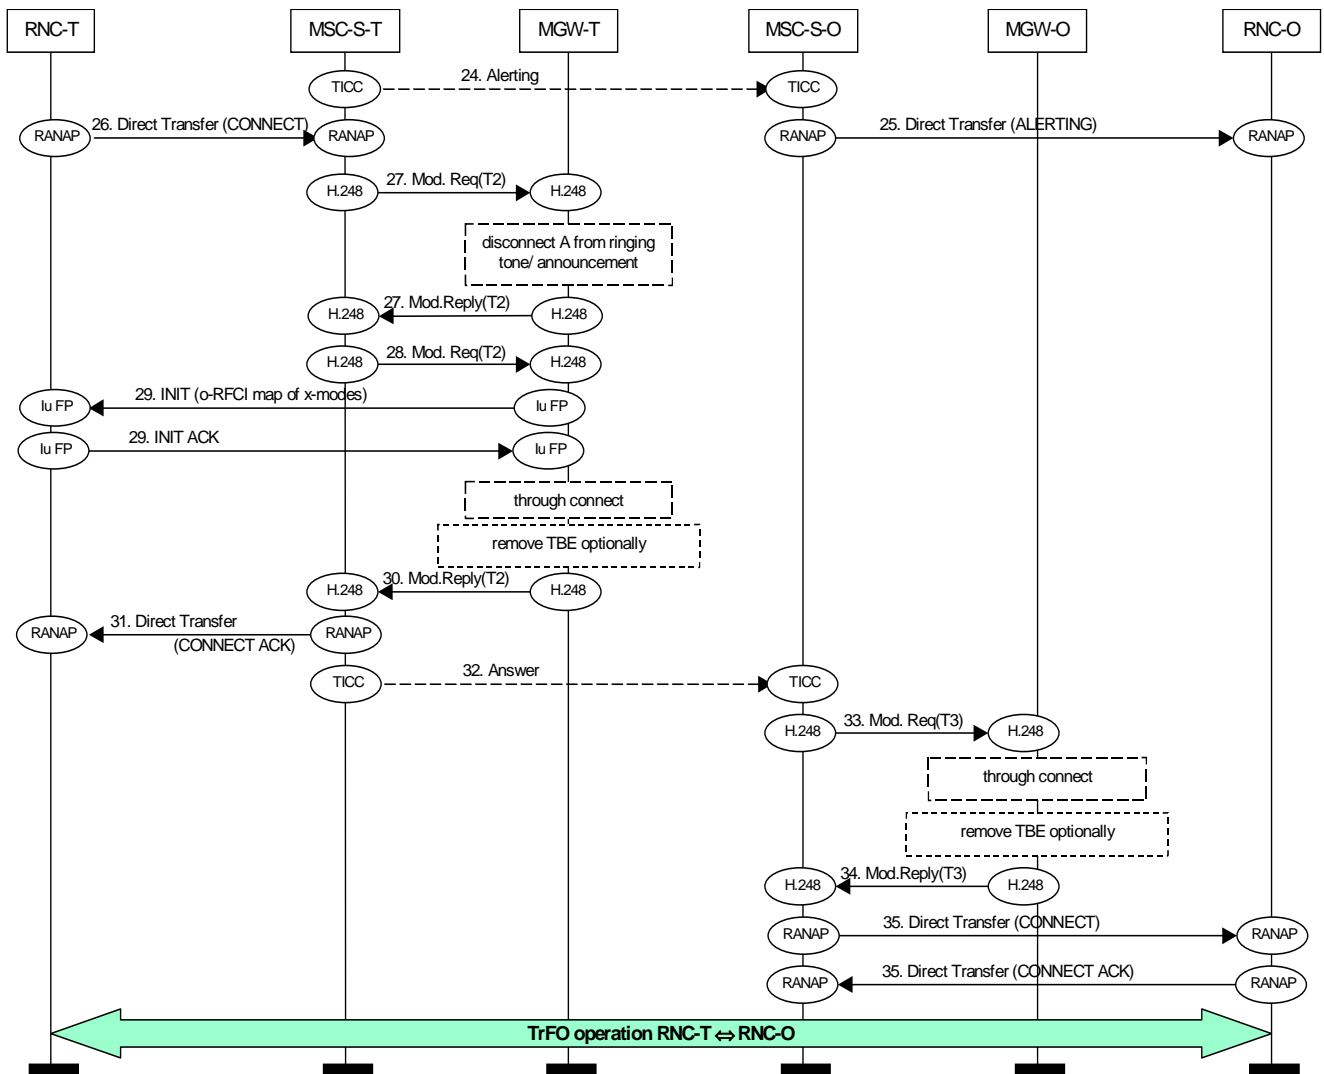 RNC-T MSC-S-T MGW-T MSC-S-O MGW-O RNC-O
TICC 24. Alerting TICC
RANAP 26. Direct Transfer (CONNECT) RANAP RANAP 25. Direct Transfer (ALERTING) RANAP
H.248 27. Mod. Req(T2) H.248
disconnect A from ringing
tone/ announcement
H.248 27. Mod.Reply(T2) H.248
H.248 28. Mod. Req(T2) H.248
Iu FP 29. INIT (o-RFCI map of x-modes) Iu FP
Iu FP 29. INIT ACK Iu FP
through connect
remove TBE optionally
H.248 30. Mod.Reply(T2) H.248
RANAP 31. Direct Transfer RANAP
(CONNECT ACK)
TICC 32. Answer TICC
H.248 33. Mod. Req(T3) H.248
through connect
remove TBE optionally
H.248 34. Mod.Reply(T3) H.248
RANAP 35. Direct Transfer (CONNECT) RANAP
RANAP 35. Direct Transfer (CONNECT ACK) RANAP
TrFO operation RNC-T ⇔ RNC-O